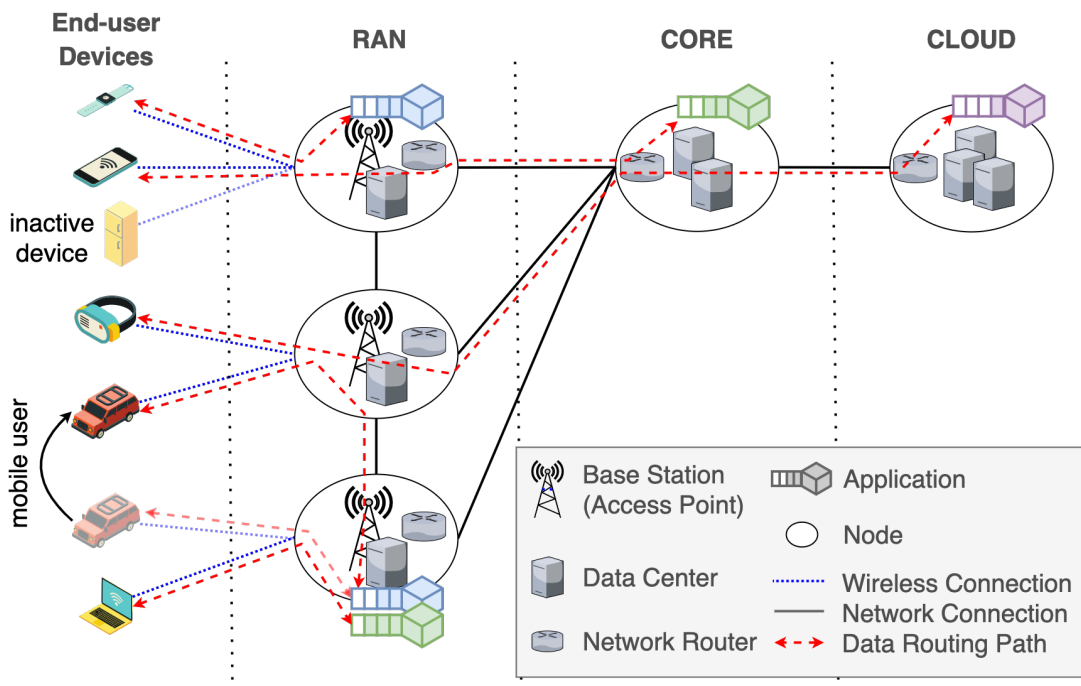 End-user
Devices
RAN
CORE
CLOUD
inactive
device
mobile user
Base Station
(Access Point)
Data Center
Network Router
Application
Node
Wireless Connection
Network Connection
Data Routing Path